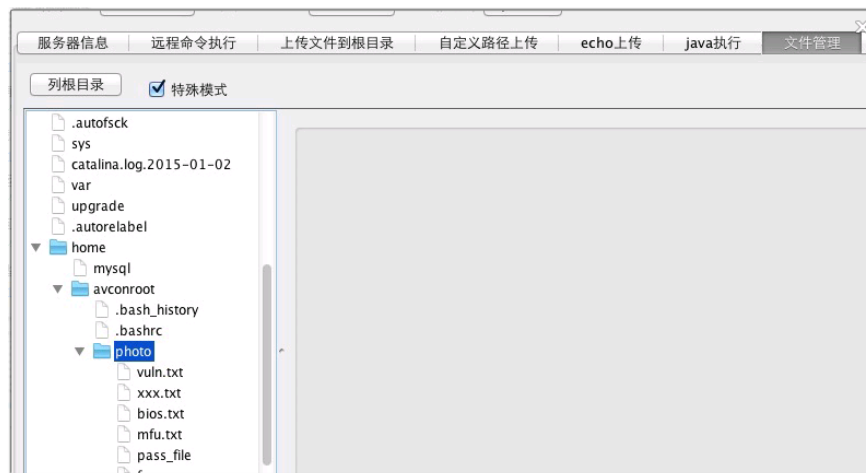 服务器信息 远程命令执行 上传文件到根目录 自定义路径上传 echo上传 java执行 文件管理
列根目录 特殊模式
.autofsck
sys
catalina.log.2015-01-02
var
upgrade
.autorelabel
home
mysql
avconroot
.bash_history
.bashrc
photo
vuln.txt
xxx.txt
bios.txt
mfu.txt
pass_file